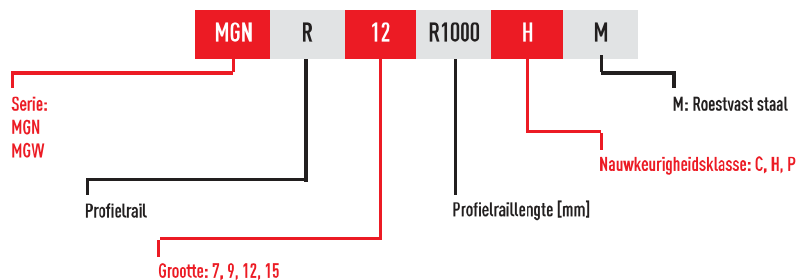 MGN R 12 R1000 H M
Serie:
MGN
MGW
M: Roestvast staal
Nauwkeurigheidsklasse: C, H, P
Profielrail
Profielraillengte [mm]
Grootte: 7, 9, 12, 15